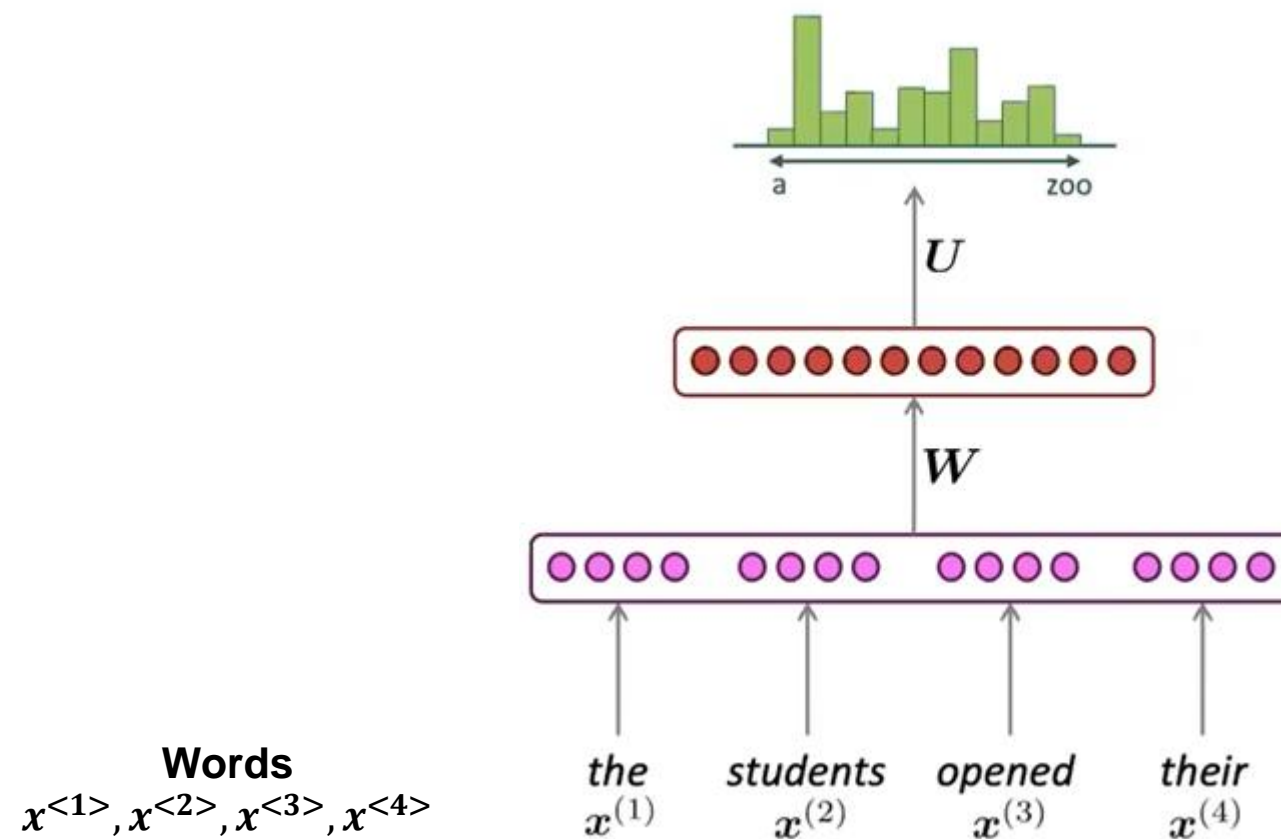 a zoo
U
W
Words
x^{<1>}, x^{<2>}, x^{<3>}, x^{<4>}
the students opened their
x^{(1)} x^{(2)} x^{(3)} x^{(4)}